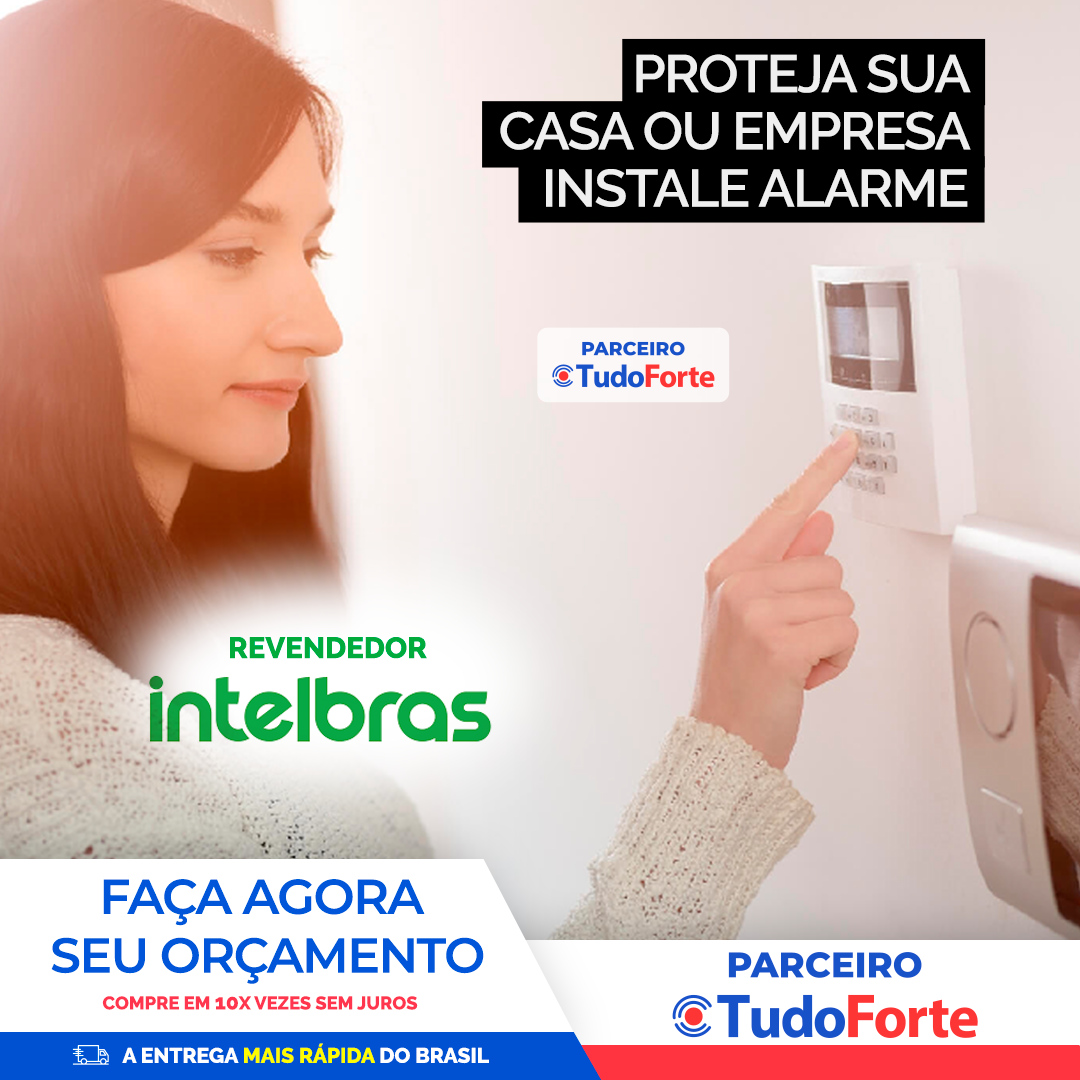 PROTEJA SUA
CASA OU EMPRESA
INSTALE ALARME
PARCEIRO
TudoForte
REVENDEDOR
intelbras
FAÇA AGORA
SEU ORÇAMENTO
COMPRE EM 10X VEZES SEM JUROS
A ENTREGA MAIS RÁPIDA DO BRASIL
PARCEIRO
TudoForte